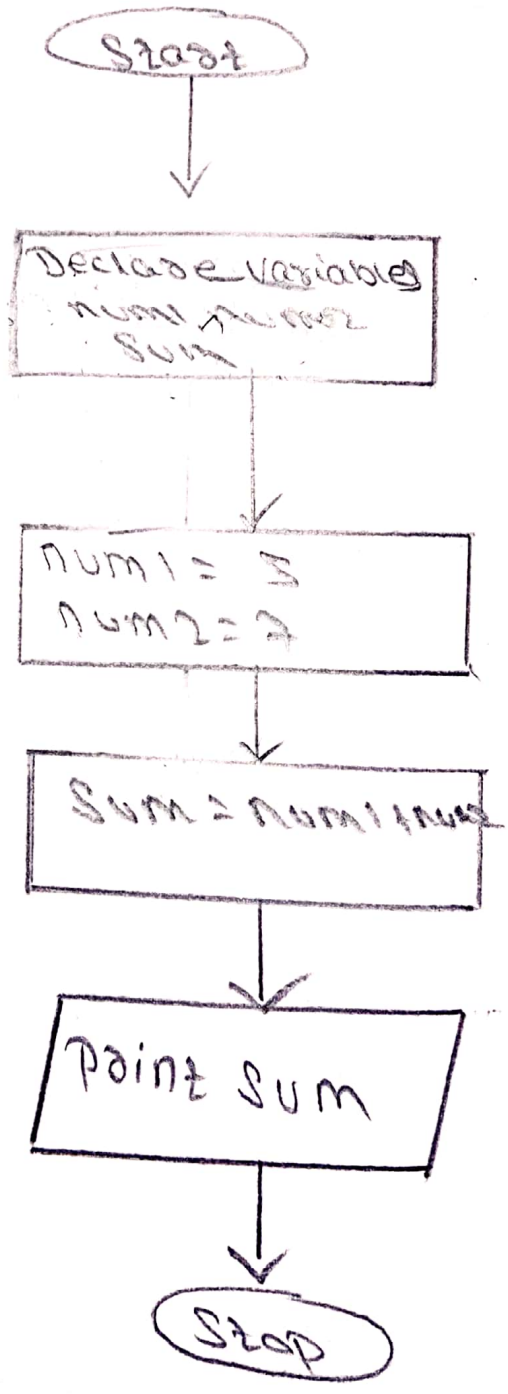 Start
Declare variables
num1, num2
Sum
num1 = 5
num2 = 7
Sum = num1+num2
Print Sum
Stop